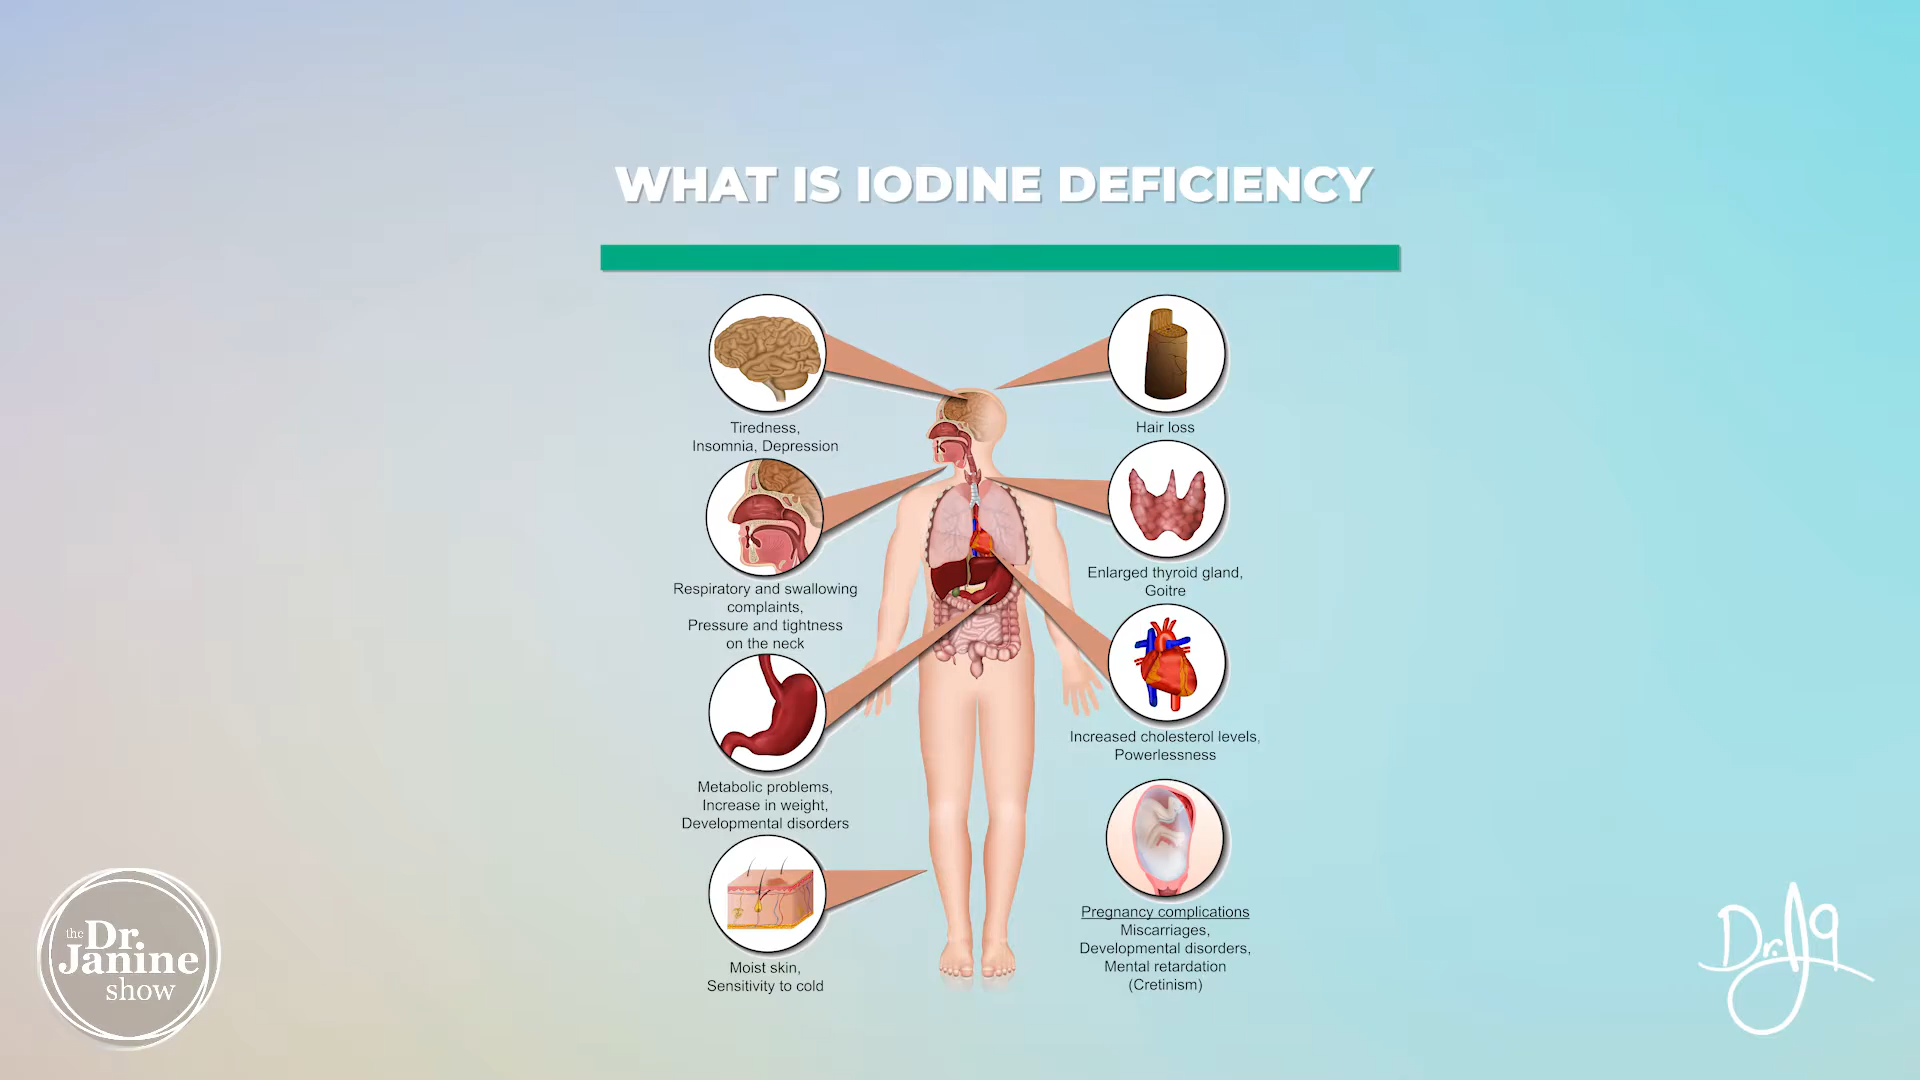 WHAT IS IODINE DEFICIENCY
Tiredness,
Insomnia, Depression
Hair loss
Respiratory and swallowing
complaints,
Pressure and tightness
on the neck
Enlarged thyroid gland,
Goitre
Metabolic problems,
Increase in weight,
Developmental disorders
Increased cholesterol levels,
Powerlessness
Moist skin,
Sensitivity to cold
Pregnancy complications
Miscarriages,
Developmental disorders,
Mental retardation
(Cretinism)
the Dr.
Janine
show